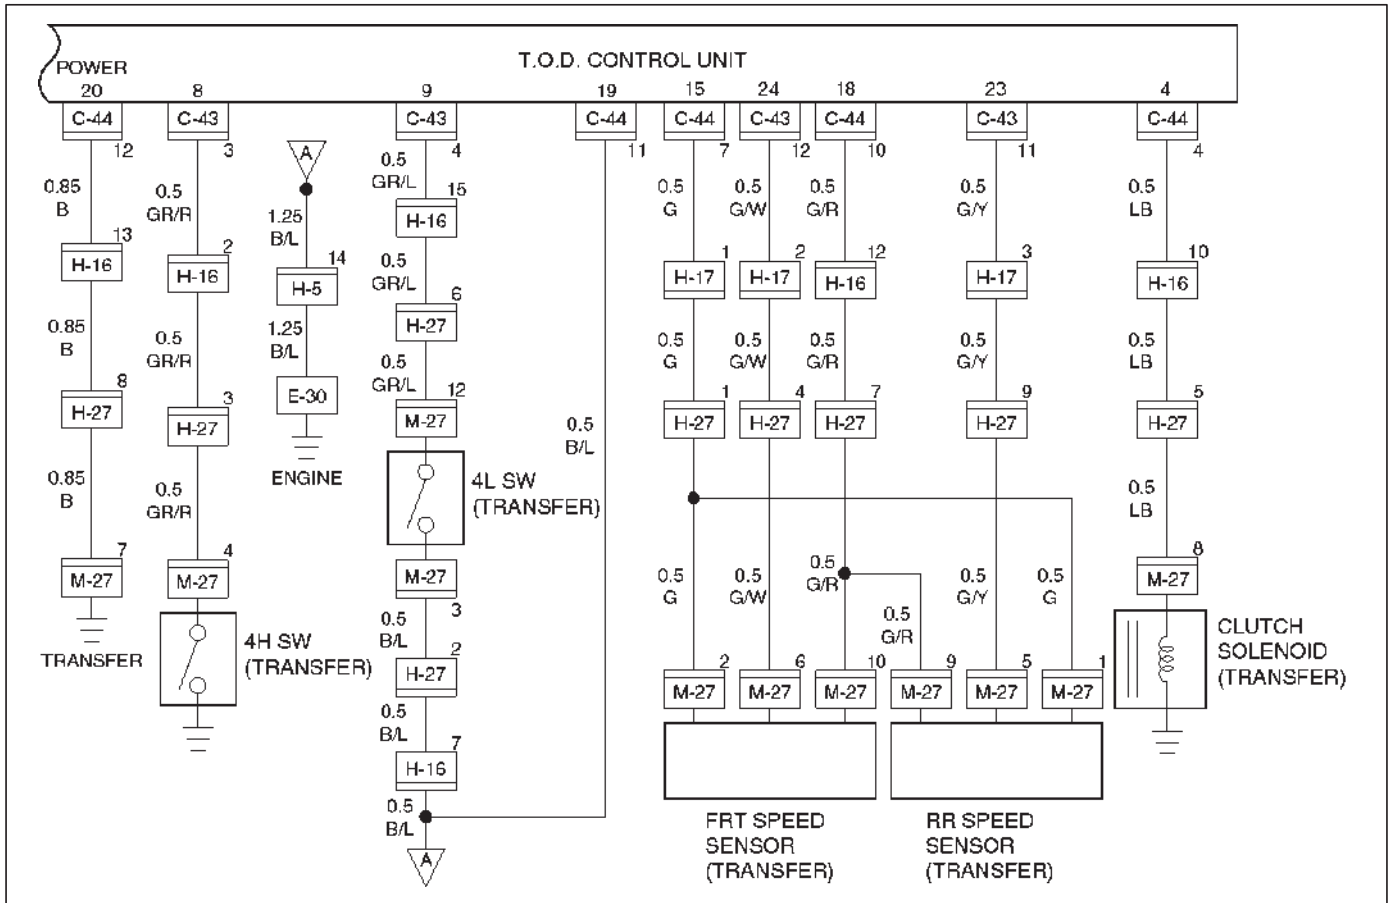 T.O.D. CONTROL UNIT
POWER
20 8 9 19 15 24 18 23 4
C-44 C-43 C-43 C-44 C-44 C-43 C-44 C-43 C-44
12 3 4 11 7 12 10 11 4
A
0.85
B
0.5
GR/R
1.25
B/L
0.5
GR/L
0.5
G
0.5
G/W
0.5
G/R
0.5
G/Y
0.5
LB
13
H-16
2
H-16
14
H-5
15
H-16
1
H-17
2
H-17
12
H-16
3
H-17
10
H-16
0.85
B
0.5
GR/R
1.25
B/L
0.5
GR/L
0.5
G
0.5
G/W
0.5
G/R
0.5
G/Y
0.5
LB
8
H-27
3
H-27
E-30
ENGINE
6
H-27
0.5
GR/L
12
M-27
4L SW
(TRANSFER)
0.5
B/L
1
H-27
4
H-27
7
H-27
9
H-27
5
H-27
0.85
B
0.5
GR/R
0.5
LB
7
M-27
TRANSFER
4
M-27
4H SW
(TRANSFER)
M-27
3
0.5
B/L
2
H-27
0.5
B/L
7
H-16
0.5
B/L
A
0.5
G
0.5
G/W
0.5
G/R
0.5
G/R
0.5
G/Y
0.5
G
8
M-27
CLUTCH
SOLENOID
(TRANSFER)
2
M-27
6
M-27
10
M-27
9
M-27
5
M-27
1
M-27
FRT SPEED
SENSOR
(TRANSFER)
RR SPEED
SENSOR
(TRANSFER)